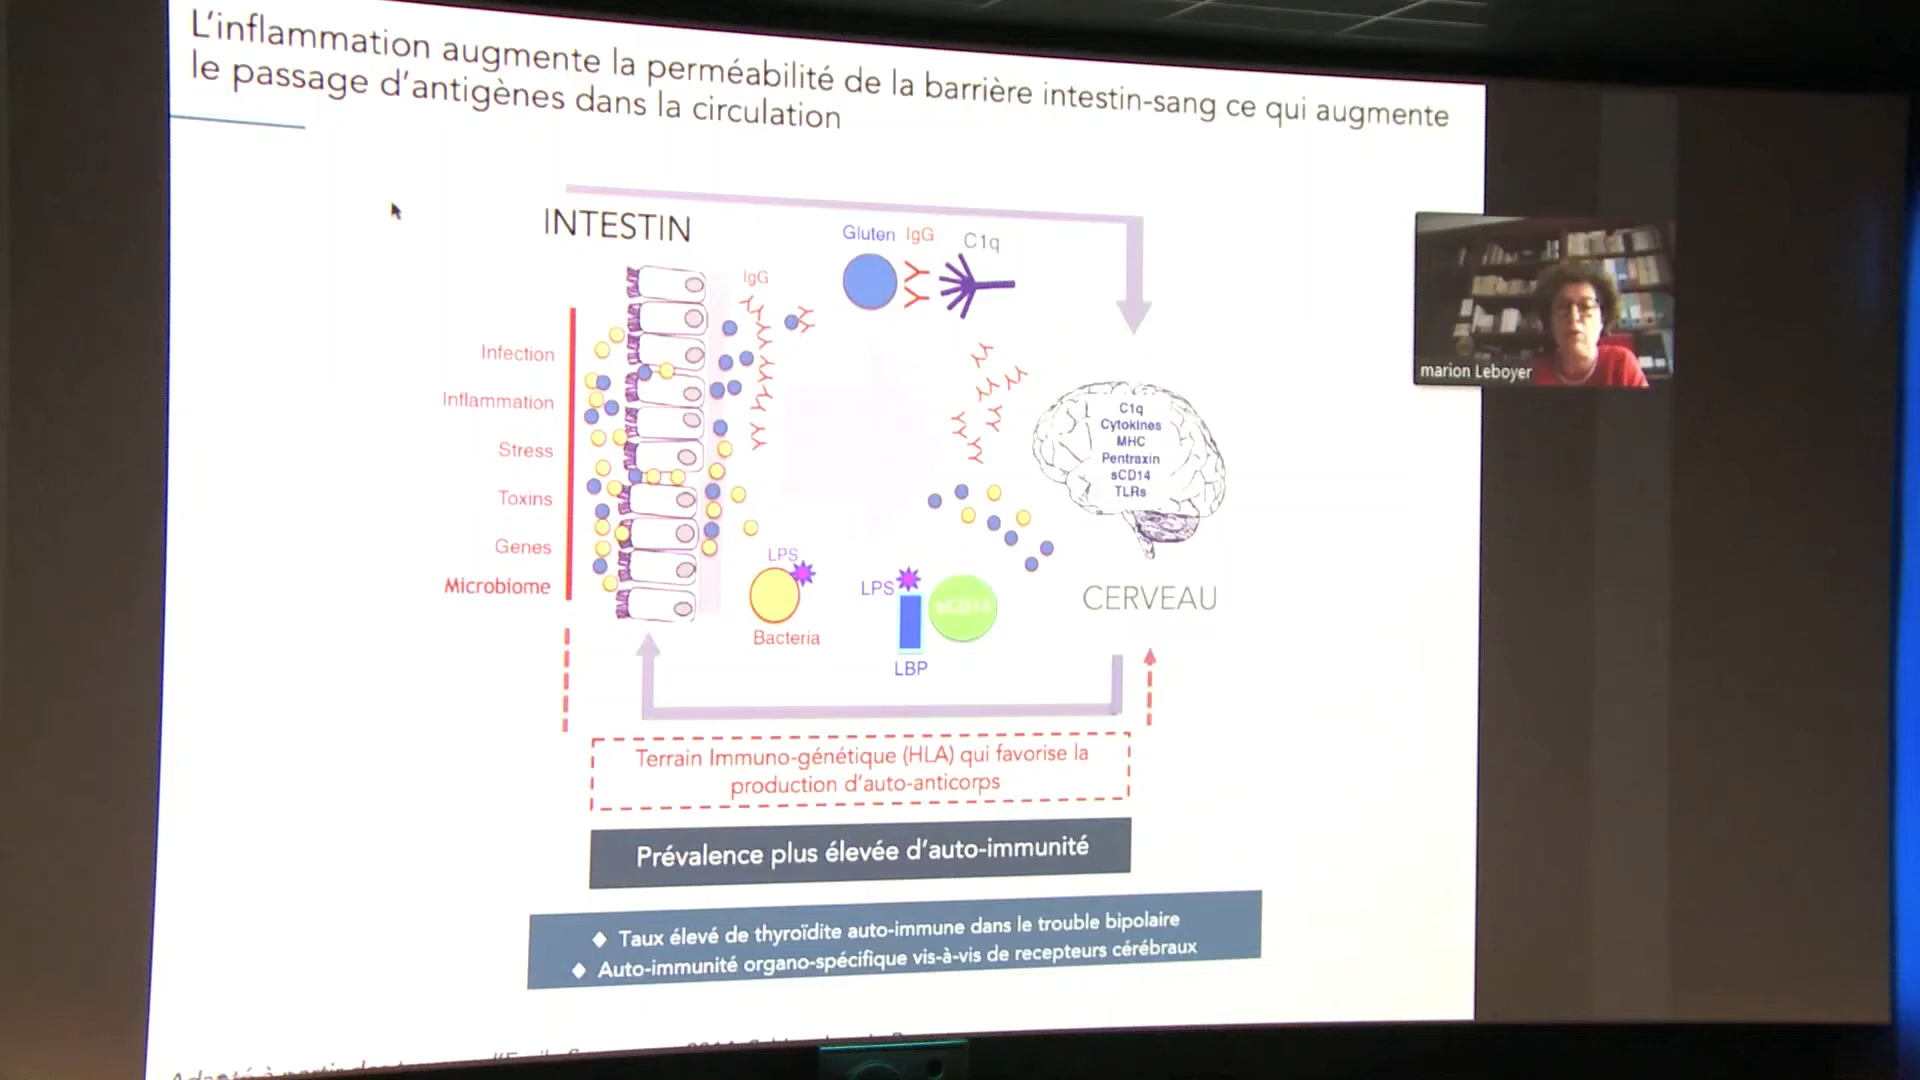 L'inflammation augmente la perméabilité de la barrière intestin-sang ce qui augmente
le passage d'antigènes dans la circulation
INTESTIN
Gluten IgG C1q
IgG
Infection
Inflammation
Stress
Toxins
Genes
Microbiome
C1q
Cytokines
MHC
Pentraxin
sCD14
TLRs
LPS
Bacteria
LPS
LBP
CERVEAU
marion Leboyer
Terrain Immuno-génétique (HLA) qui favorise la
production d'auto-anticorps
Prévalence plus élevée d'auto-immunité
◆ Taux élevé de thyroïdite auto-immune dans le trouble bipolaire
◆ Auto-immunité organo-spécifique vis-à-vis de recepteurs cérébraux